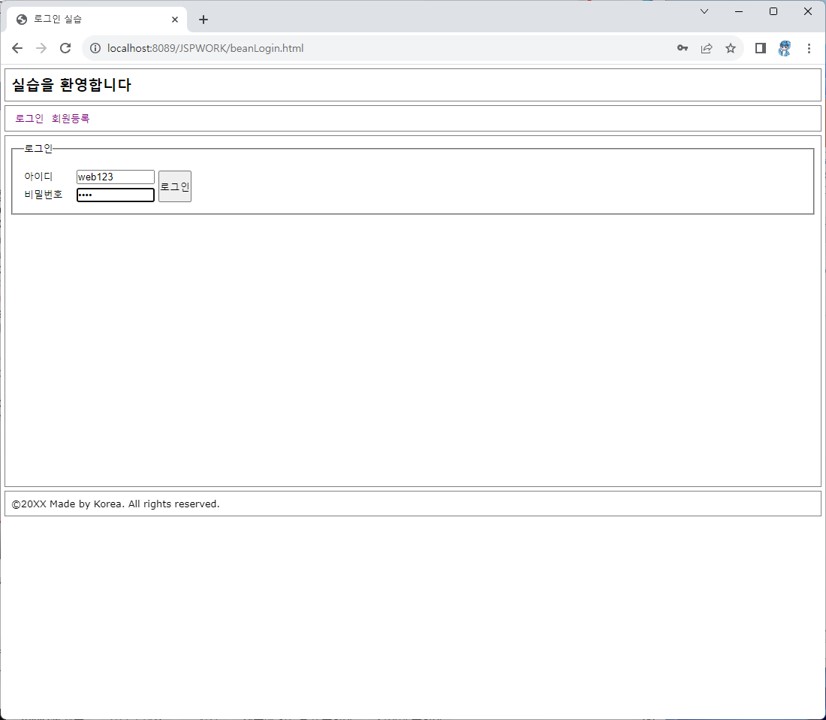 로그인 실습
localhost:8089/JSPWORK/beanLogin.html
실습을 환영합니다
로그인 회원등록
로그인
아이디 web123
비밀번호 ••••
로그인
©20XX Made by Korea. All rights reserved.